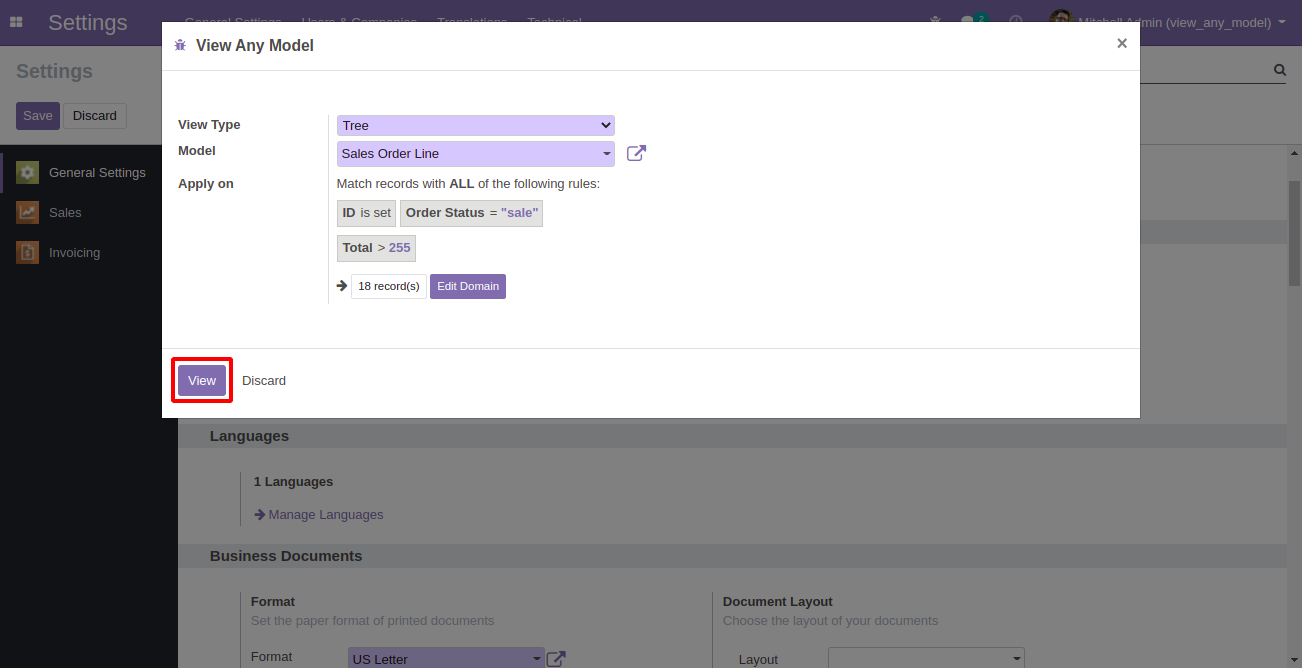 Settings General Settings Users & Companies Translations Technical 2 Mitchell Admin (view_any_model)
View Any Model ×
Settings
Save Discard
View Type Tree
Model Sales Order Line
Apply on Match records with ALL of the following rules:
ID is set Order Status = "sale"
Total > 255
18 record(s) Edit Domain
View Discard
General Settings
Sales
Invoicing
Languages
1 Languages
Manage Languages
Business Documents
Format
Set the paper format of printed documents
Format US Letter
Document Layout
Choose the layout of your documents
Layout